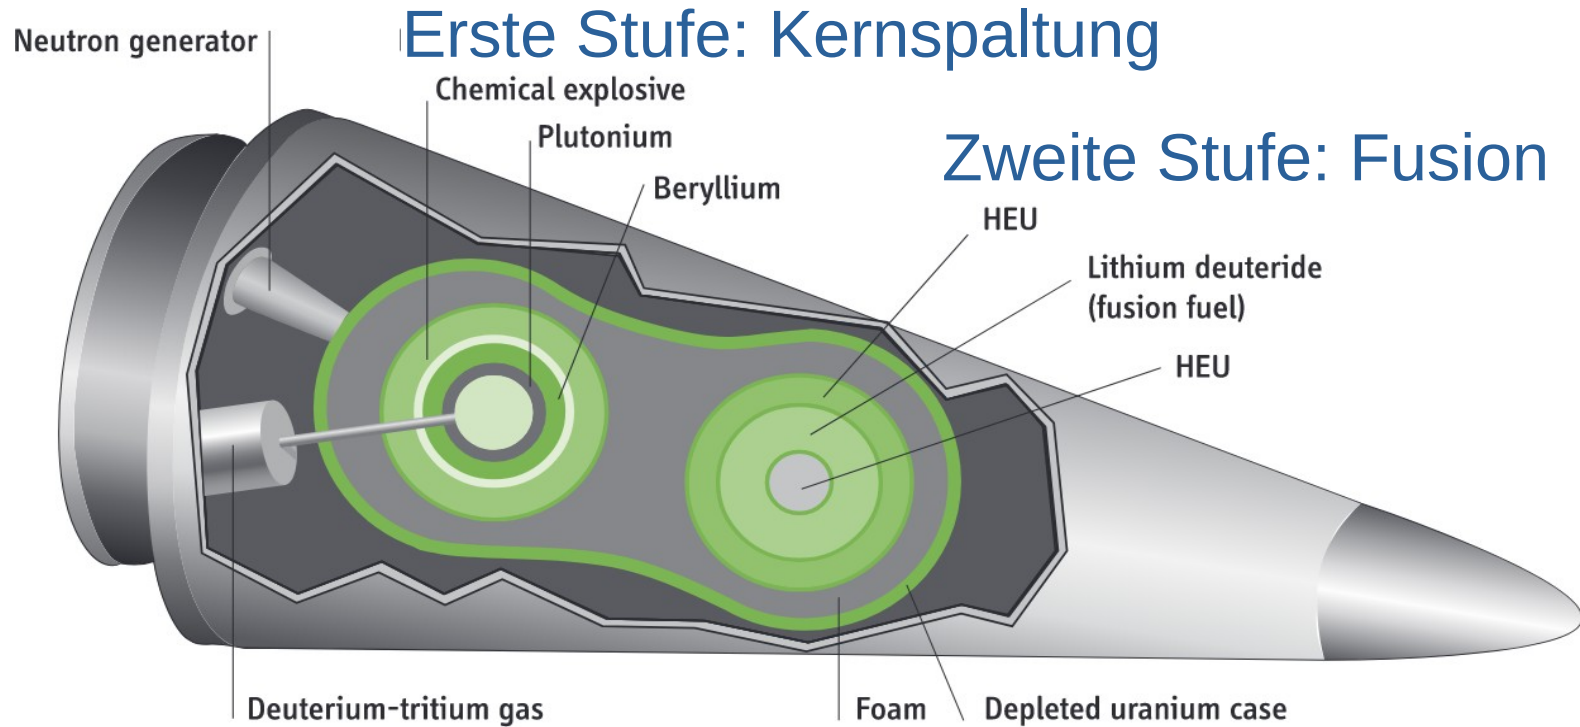 Erste Stufe: Kernspaltung
Neutron generator
Chemical explosive
Plutonium
Beryllium
Zweite Stufe: Fusion
HEU
Lithium deuteride
(fusion fuel)
HEU
Deuterium-tritium gas
Foam
Depleted uranium case